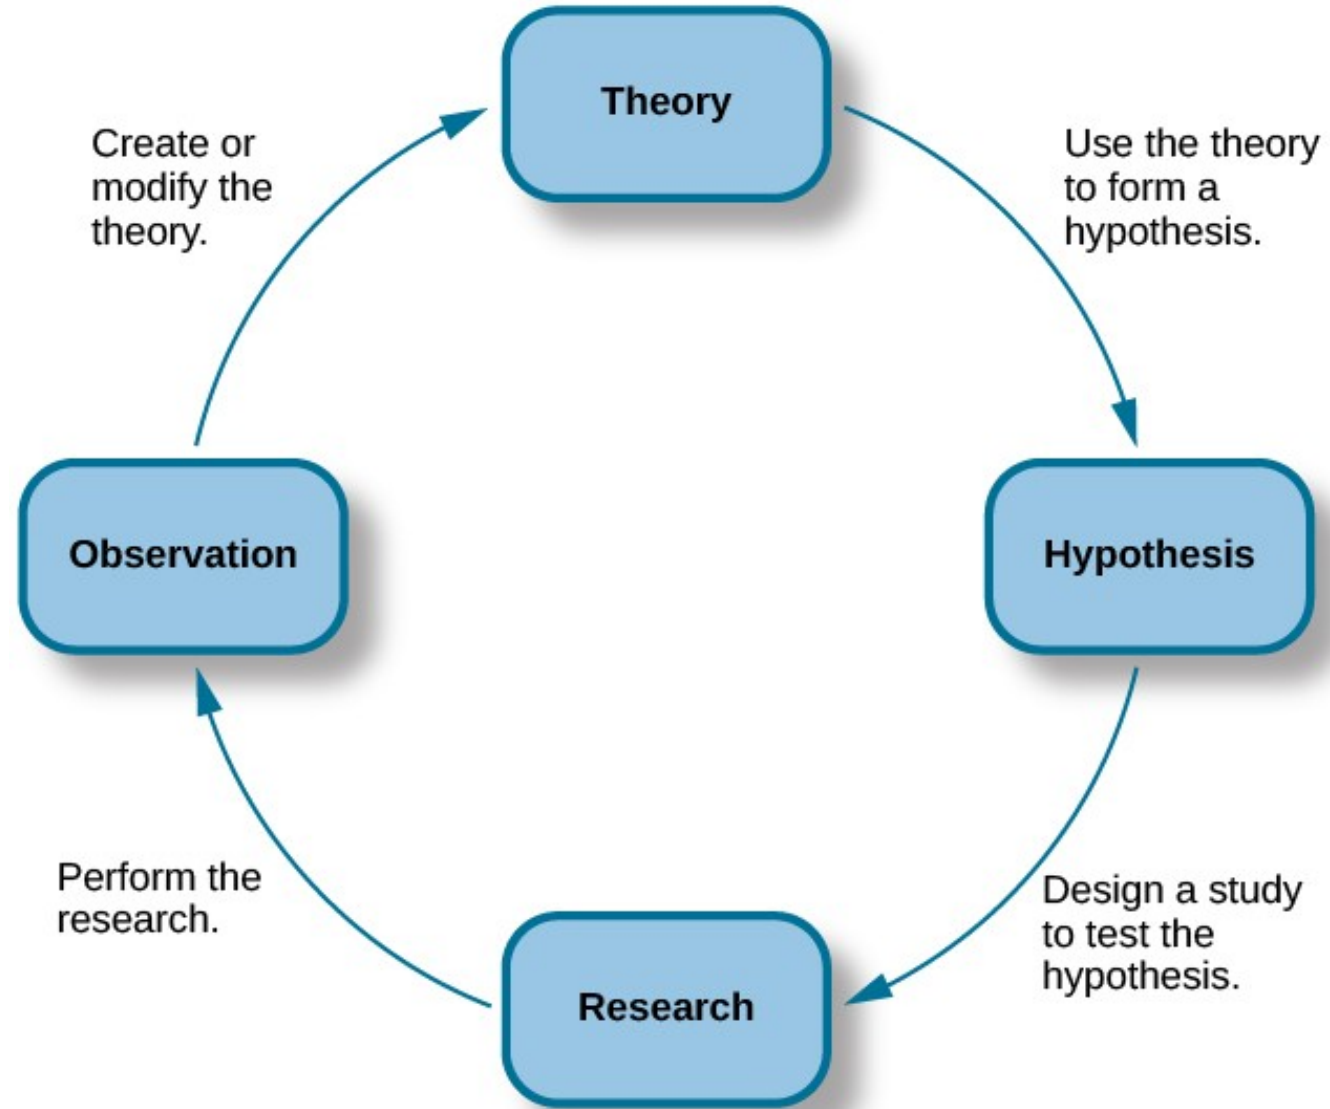 Theory
Create or
modify the
theory.
Use the theory
to form a
hypothesis.
Observation
Hypothesis
Perform the
research.
Design a study
to test the
hypothesis.
Research